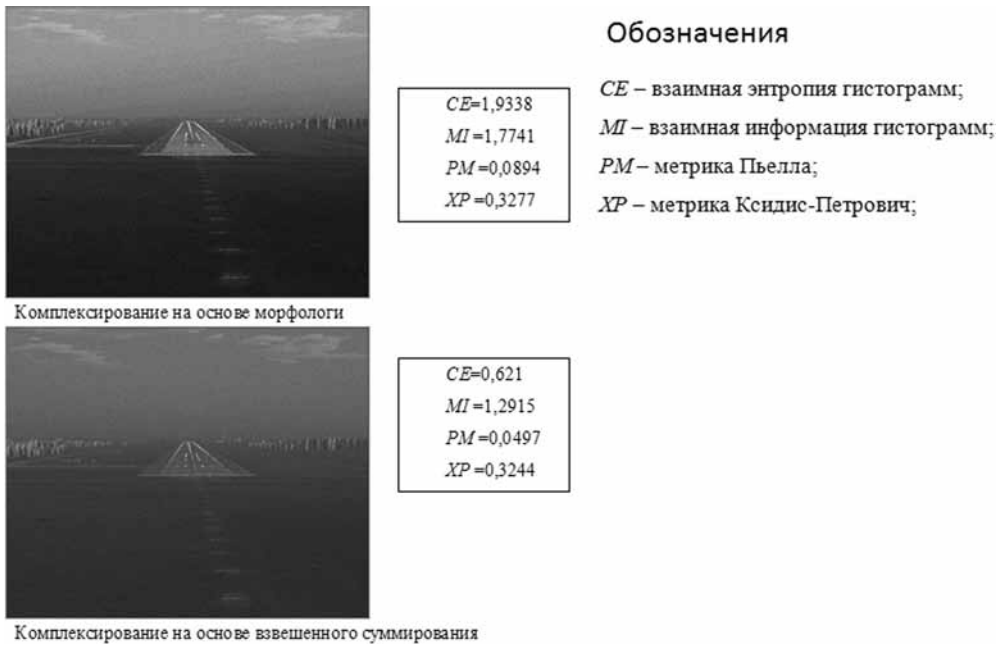 Обозначения
CE=1,9338
MI=1,7741
PM=0,0894
XP=0,3277
CE – взаимная энтропия гистограмм;
MI – взаимная информация гистограмм;
PM – метрика Пьелла;
XP – метрика Ксидис-Петрович;
Комплексирование на основе морфологи
CE=0,621
MI=1,2915
PM=0,0497
XP=0,3244
Комплексирование на основе взвешенного суммирования